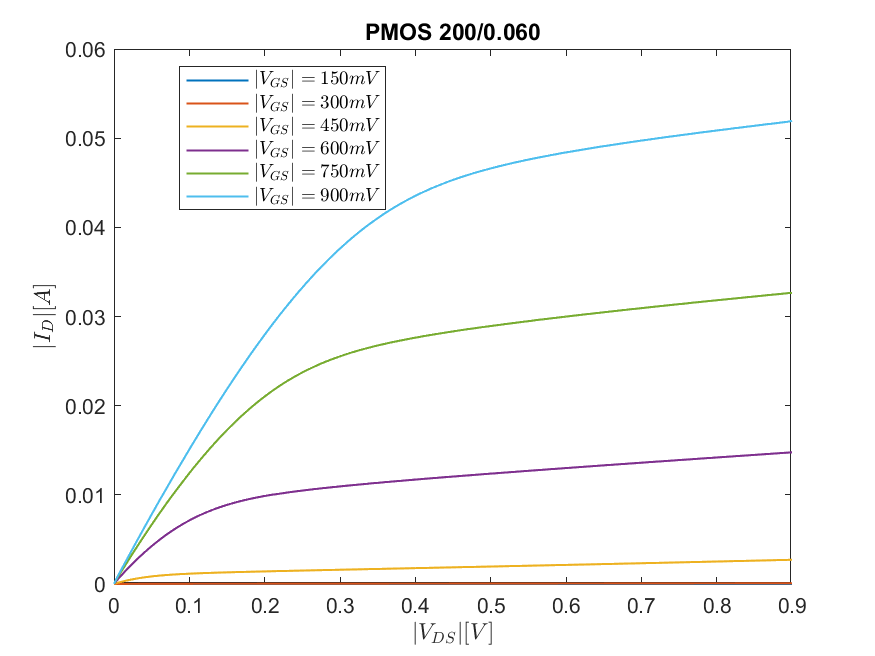 PMOS 200/0.060
0.06
0.05
0.04
0.03
0.02
0.01
0
|I_D|[A]
|V_GS| = 150mV
|V_GS| = 300mV
|V_GS| = 450mV
|V_GS| = 600mV
|V_GS| = 750mV
|V_GS| = 900mV
0 0.1 0.2 0.3 0.4 0.5 0.6 0.7 0.8 0.9
|V_DS|[V]